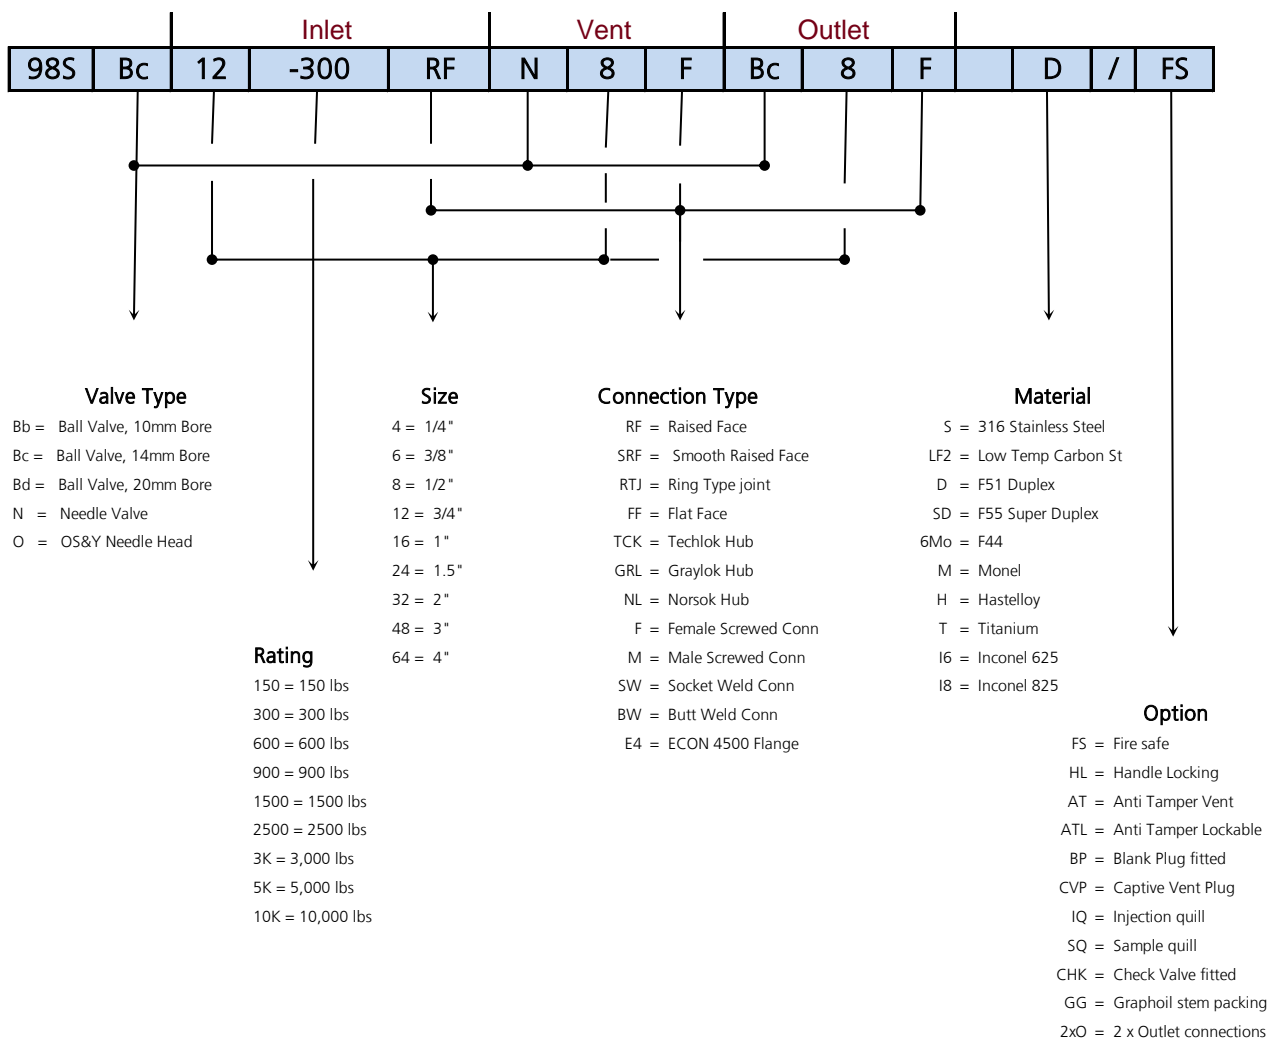 Inlet Vent Outlet
98S Bc 12 -300 RF N 8 F Bc 8 F D / FS
Valve Type
Bb = Ball Valve, 10mm Bore
Bc = Ball Valve, 14mm Bore
Bd = Ball Valve, 20mm Bore
N = Needle Valve
O = OS&Y Needle Head
Rating
150 = 150 lbs
300 = 300 lbs
600 = 600 lbs
900 = 900 lbs
1500 = 1500 lbs
2500 = 2500 lbs
3K = 3,000 lbs
5K = 5,000 lbs
10K = 10,000 lbs
Size
4 = 1/4"
6 = 3/8"
8 = 1/2"
12 = 3/4"
16 = 1"
24 = 1.5"
32 = 2"
48 = 3"
64 = 4"
Connection Type
RF = Raised Face
SRF = Smooth Raised Face
RTJ = Ring Type joint
FF = Flat Face
TCK = Techlok Hub
GRL = Graylok Hub
NL = Norsok Hub
F = Female Screwed Conn
M = Male Screwed Conn
SW = Socket Weld Conn
BW = Butt Weld Conn
E4 = ECON 4500 Flange
Material
S = 316 Stainless Steel
LF2 = Low Temp Carbon St
D = F51 Duplex
SD = F55 Super Duplex
6Mo = F44
M = Monel
H = Hastelloy
T = Titanium
I6 = Inconel 625
I8 = Inconel 825
Option
FS = Fire safe
HL = Handle Locking
AT = Anti Tamper Vent
ATL = Anti Tamper Lockable
BP = Blank Plug fitted
CVP = Captive Vent Plug
IQ = Injection quill
SQ = Sample quill
CHK = Check Valve fitted
GG = Graphoil stem packing
2xO = 2 x Outlet connections